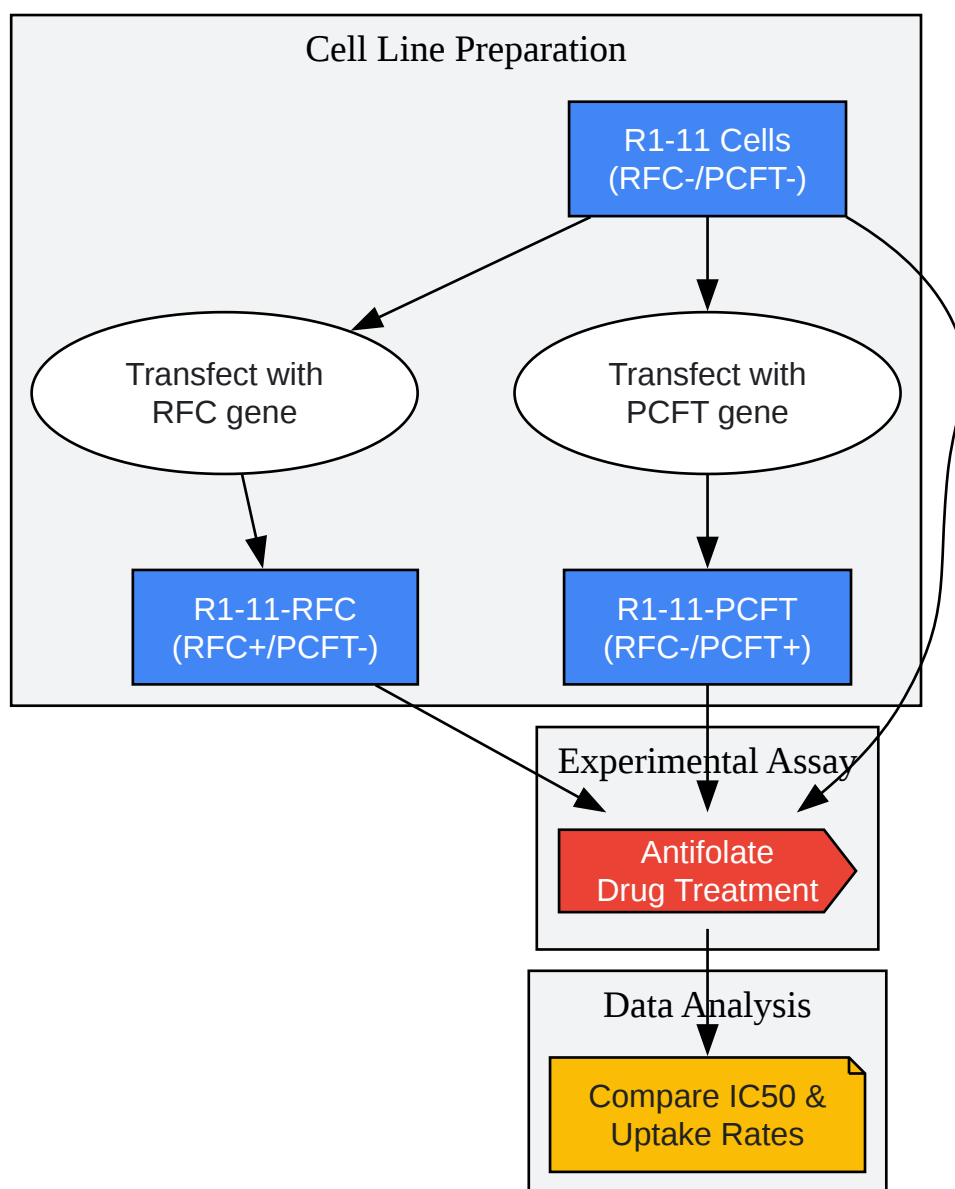 Cell Line Preparation
R1-11 Cells
(RFC-/PCFT-)
Transfect with
RFC gene
Transfect with
PCFT gene
R1-11-RFC
(RFC+/PCFT-)
R1-11-PCFT
(RFC-/PCFT+)
Experimental Assay
Antifolate
Drug Treatment
Data Analysis
Compare IC50 &
Uptake Rates